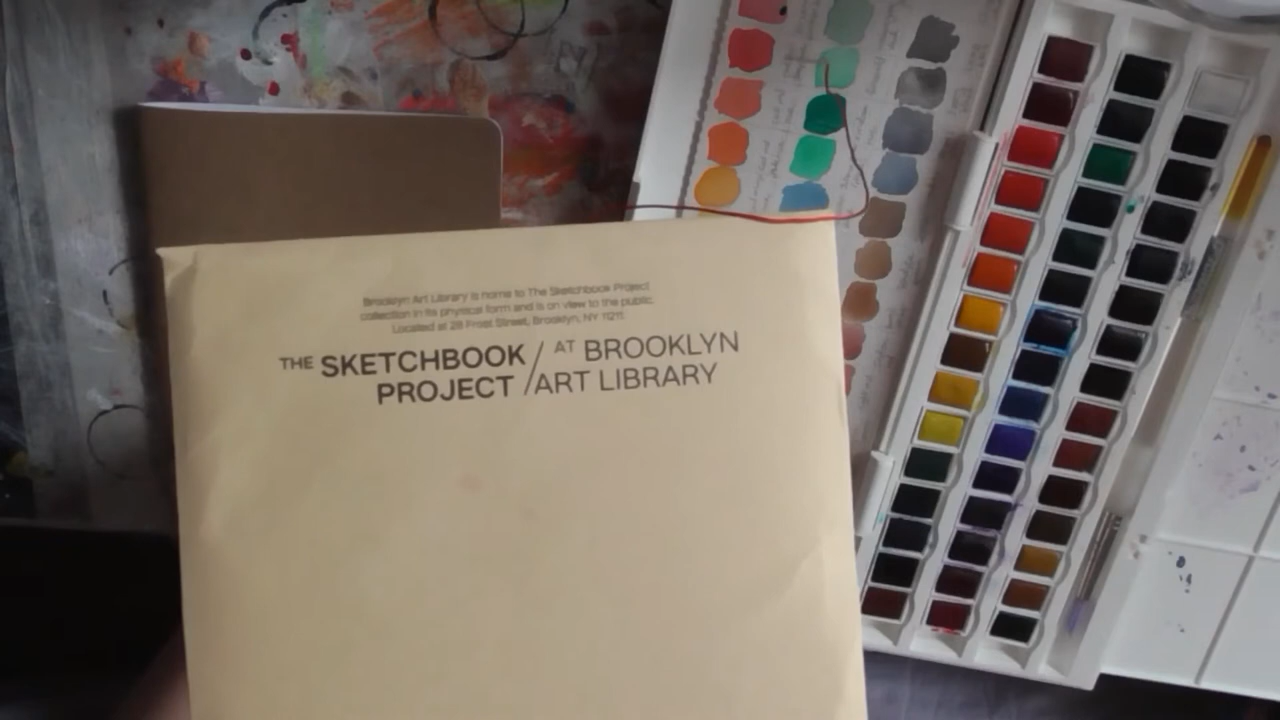 Brooklyn Art Library is home to The Sketchbook Project
collection in its physical form and is on view to the public.
Located at 28 Frost Street, Brooklyn, NY 11211
THE SKETCHBOOK / AT BROOKLYN
PROJECT / ART LIBRARY